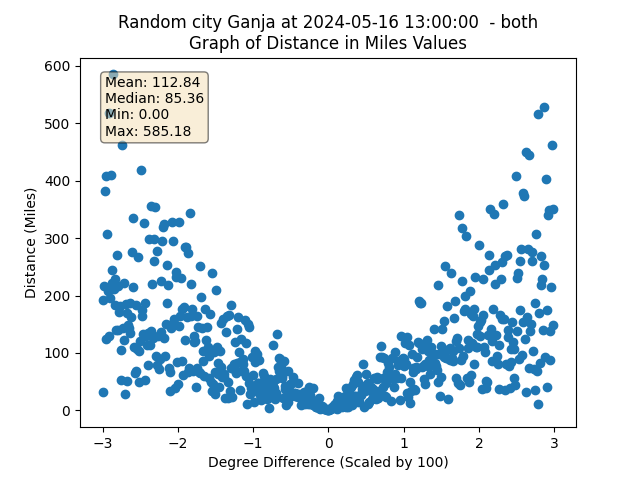 Random city Ganja at 2024-05-16 13:00:00  - both
Graph of Distance in Miles Values
Mean: 112.84
Median: 85.36
Min: 0.00
Max: 585.18
Distance (Miles)
600
500
400
300
200
100
0
−3
−2
−1
0
1
2
3
Degree Difference (Scaled by 100)